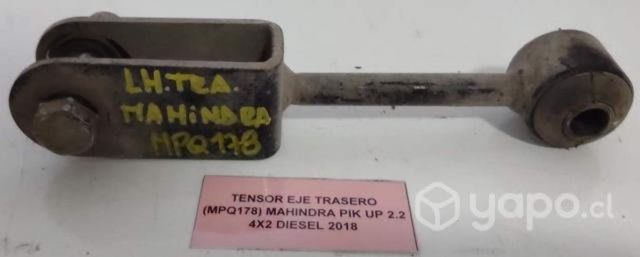 LH.TRA.
MAHINDRA
MPQ178
TENSOR EJE TRASERO
(MPQ178) MAHINDRA PIK UP 2.2
4X2 DIESEL 2018
yapo.cl